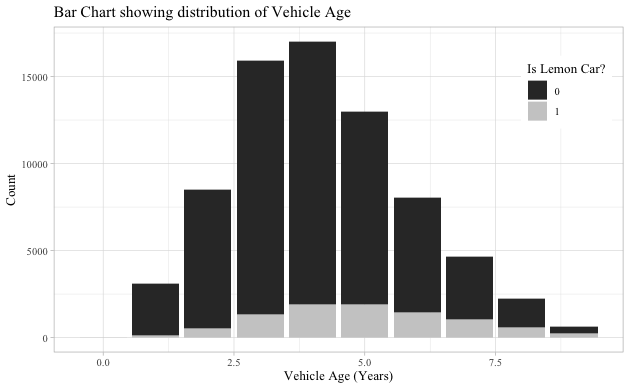 Bar Chart showing distribution of Vehicle Age
Is Lemon Car?
0
1
15000
10000
5000
0
Count
0.0 2.5 5.0 7.5
Vehicle Age (Years)